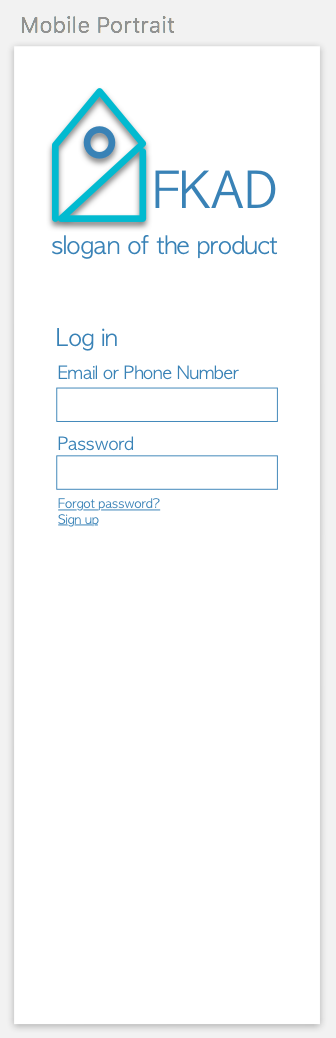 Mobile Portrait
FKAD
slogan of the product
Log in
Email or Phone Number
Password
Forgot password?
Sign up